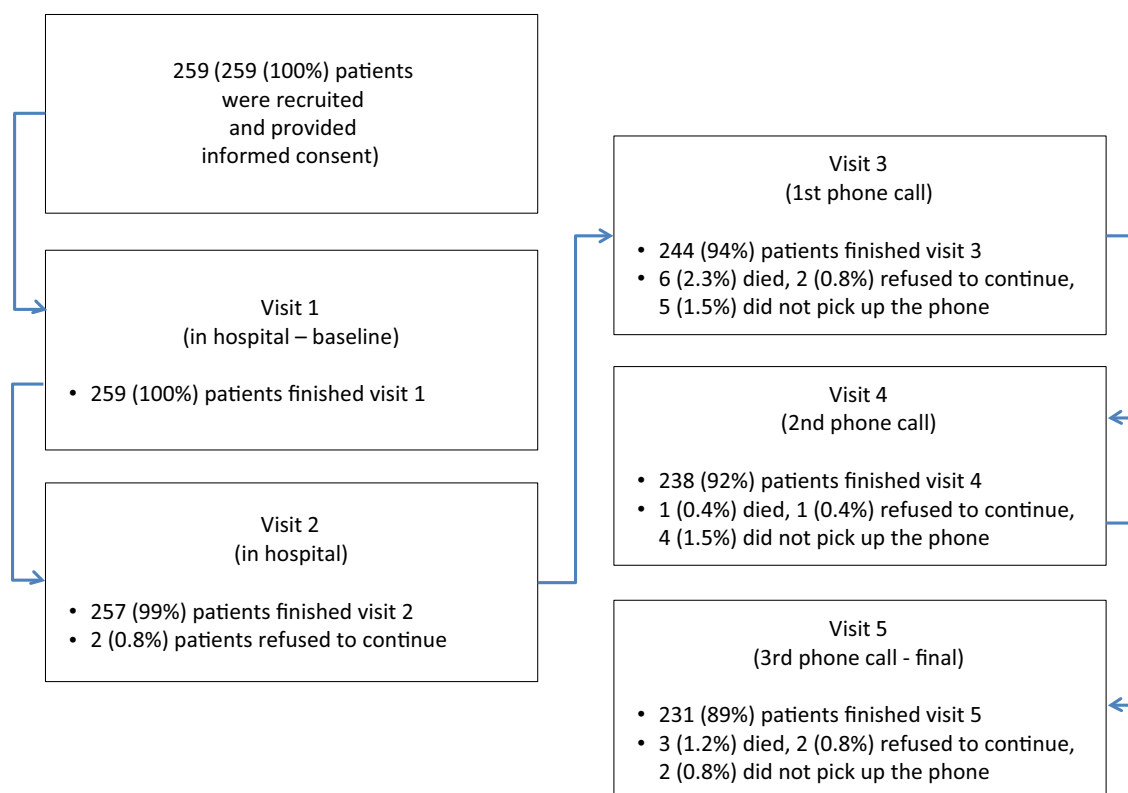 259 (259 (100%) patients
were recruited
and provided
informed consent)
Visit 1
(in hospital – baseline)
• 259 (100%) patients finished visit 1
Visit 2
(in hospital)
• 257 (99%) patients finished visit 2
• 2 (0.8%) patients refused to continue
Visit 3
(1st phone call)
• 244 (94%) patients finished visit 3
• 6 (2.3%) died, 2 (0.8%) refused to continue,
5 (1.5%) did not pick up the phone
Visit 4
(2nd phone call)
• 238 (92%) patients finished visit 4
• 1 (0.4%) died, 1 (0.4%) refused to continue,
4 (1.5%) did not pick up the phone
Visit 5
(3rd phone call - final)
• 231 (89%) patients finished visit 5
• 3 (1.2%) died, 2 (0.8%) refused to continue,
2 (0.8%) did not pick up the phone